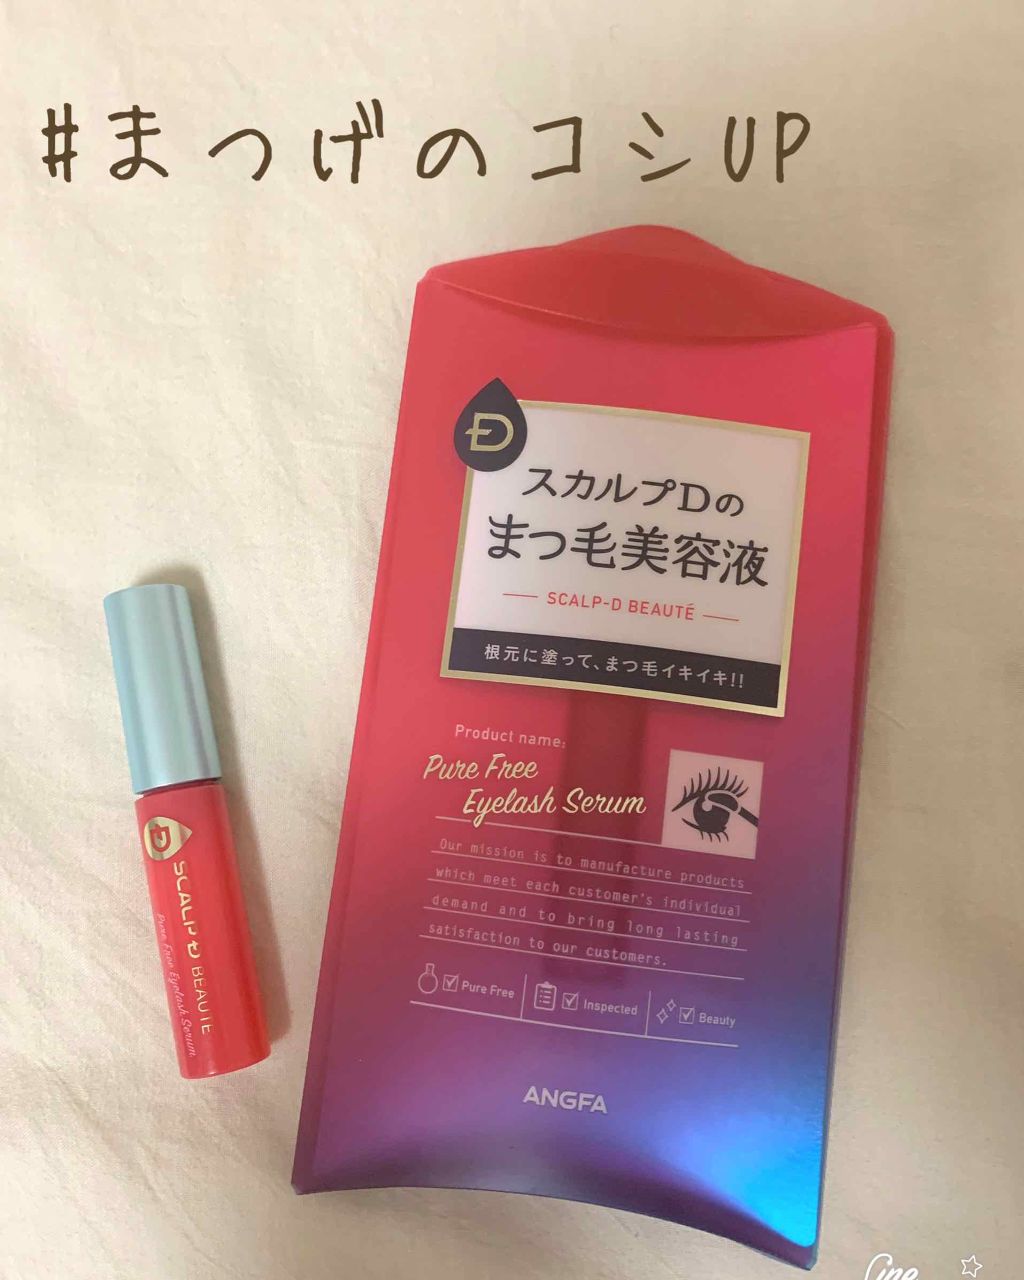 #まつげのコシUP
Ð
スカルプDの
まつ毛美容液
SCALP-D BEAUTÉ
根元に塗って、まつ毛イキイキ!!
Product name:
Pure Free
Eyelash Serum
Our mission is to manufacture products
which meet each customer's individual
demand and to bring long lasting
satisfaction to our customers.
Pure Free
Inspected
Beauty
ANGFA
Ð
SCALP-Ð BEAUTÉ
Pure Free Eyelash Serum